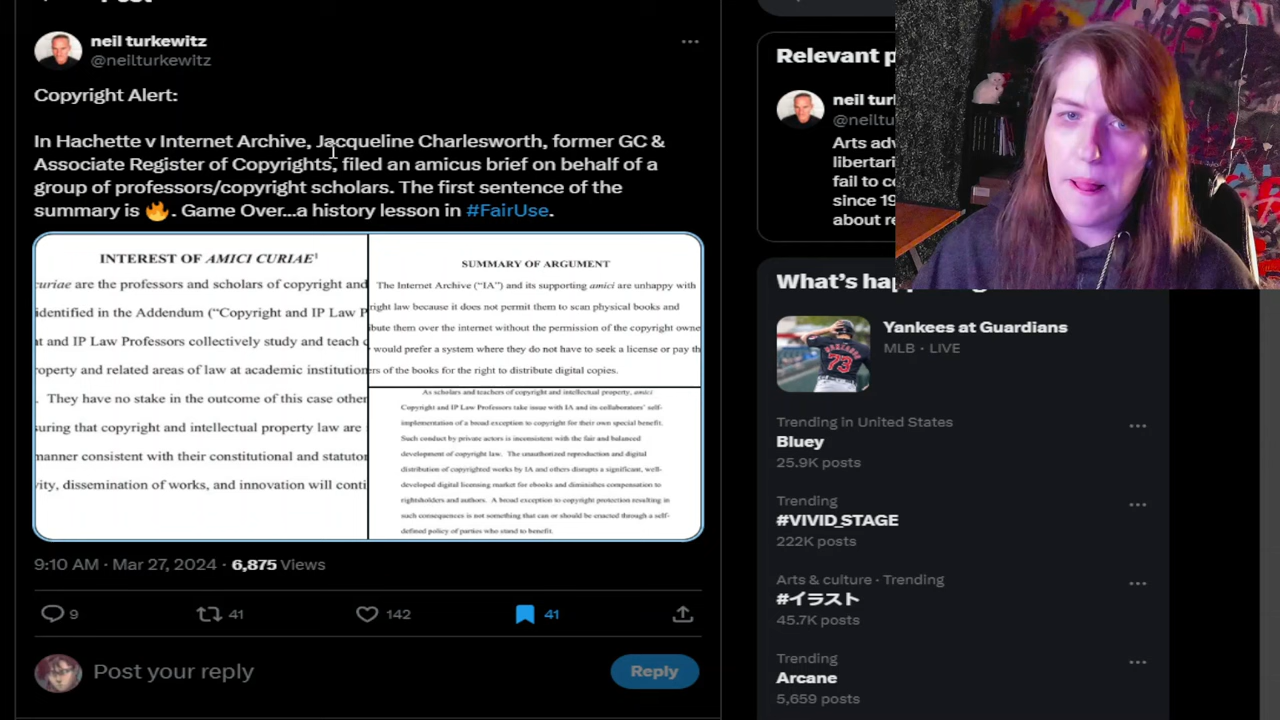 neil turkewitz
@neilturkewitz
Copyright Alert:
In Hachette v Internet Archive, Jacqueline Charlesworth, former GC &
Associate Register of Copyrights, filed an amicus brief on behalf of a
group of professors/copyright scholars. The first sentence of the
summary is 🔥. Game Over...a history lesson in #FairUse.
INTEREST OF AMICI CURIAE¹
curiae are the professors and scholars of copyright and
identified in the Addendum ("Copyright and IP Law P
t and IP Law Professors collectively study and teach c
operty and related areas of law at academic institution
. They have no stake in the outcome of this case other
uring that copyright and intellectual property law are
manner consistent with their constitutional and statutor
vity, dissemination of works, and innovation will conti
SUMMARY OF ARGUMENT
The Internet Archive ("IA") and its supporting amici are unhappy with
right law because it does not permit them to scan physical books and
bute them over the internet without the permission of the copyright owne
would prefer a system where they do not have to seek a license or pay th
rs of the books for the right to distribute digital copies.
As scholars and teachers of copyright and intellectual property, amici
Copyright and IP Law Professors take issue with IA and its collaborators' self-
implementation of a broad exception to copyright for their own special benefit.
Such conduct by private actors is inconsistent with the fair and balanced
development of copyright law. The unauthorized reproduction and digital
distribution of copyrighted works by IA and others disrupts a significant, well-
developed digital licensing market for ebooks and diminishes compensation to
rightsholders and authors. A broad exception to copyright protection resulting in
such consequences is not something that can or should be enacted through a self-
defined policy of parties who stand to benefit.
9:10 AM · Mar 27, 2024 · 6,875 Views
9
41
142
41
Post your reply
Reply
Relevant p
neil turk
@neiltu
Arts adv
libertari
fail to co
since 19
about re
What's hap
Yankees at Guardians
MLB · LIVE
73
Trending in United States
Bluey
25.9K posts
Trending
#VIVID_STAGE
222K posts
Arts & culture · Trending
#イラスト
45.7K posts
Trending
Arcane
5,659 posts